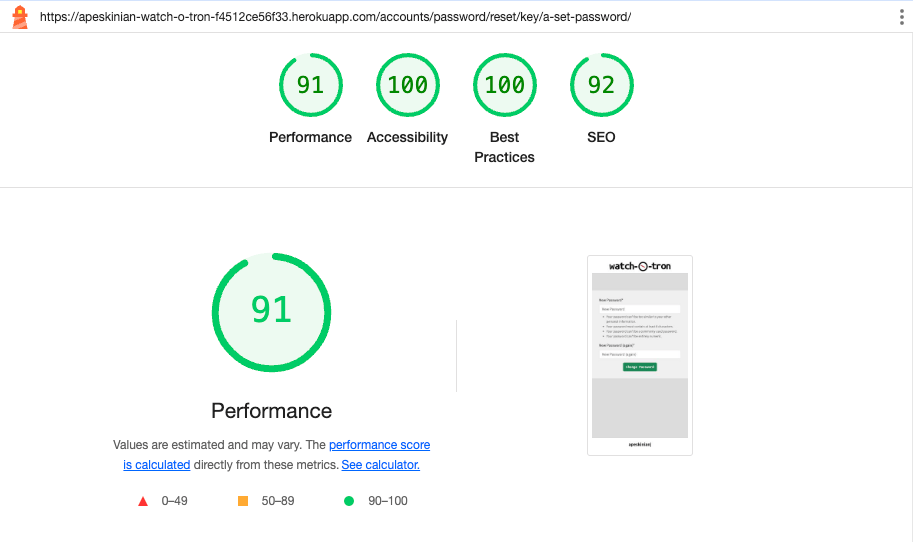 https://apeskinian-watch-o-tron-f4512ce56f33.herokuapp.com/accounts/password/reset/key/a-set-password/
91 100 100 92
Performance Accessibility Best Practices SEO
91
Performance
Values are estimated and may vary. The performance score
is calculated directly from these metrics. See calculator.
0–49 50–89 90–100
watch-o-tron
New Password*
New Password
New Password (again)*
New Password (again)
Change Password